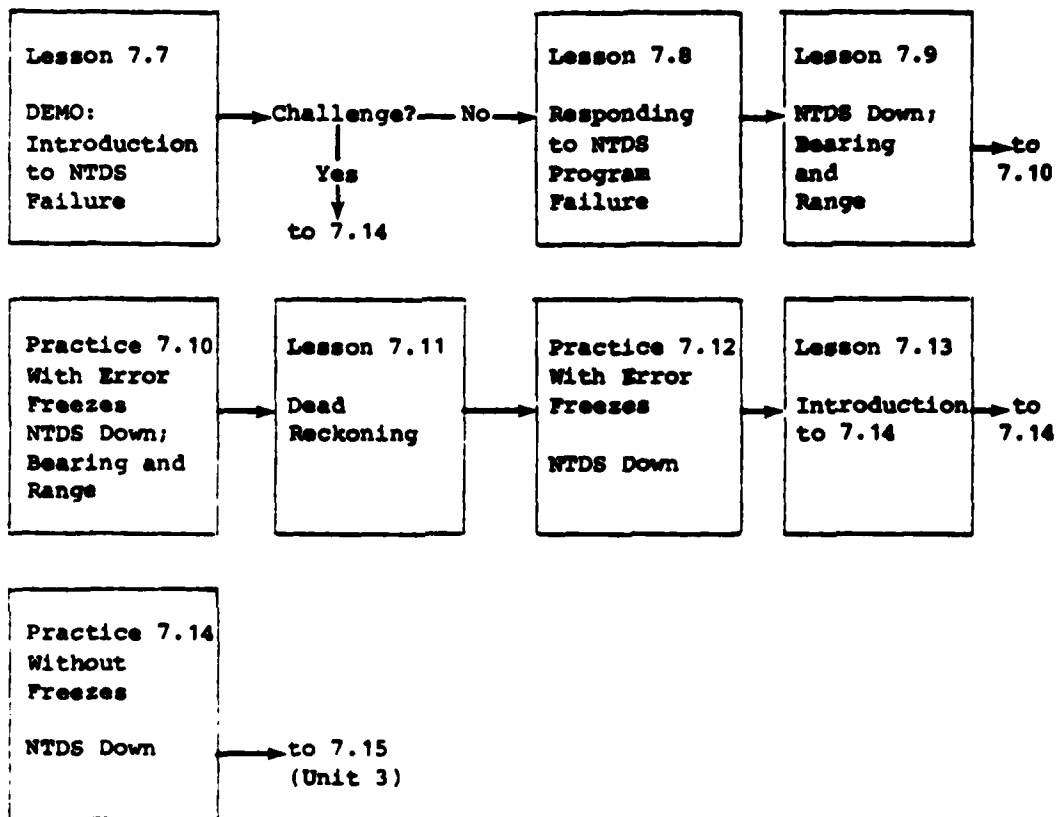 Lesson 7.7
DEMO:
Introduction
to NTDS
Failure
Challenge?
No
Yes
to 7.14
Lesson 7.8
Responding
to NTDS
Program
Failure
Lesson 7.9
NTDS Down;
Bearing
and
Range
to
7.10
Practice 7.10
With Error
Freezes
NTDS Down;
Bearing and
Range
Lesson 7.11
Dead
Reckoning
Practice 7.12
With Error
Freezes
NTDS Down
Lesson 7.13
Introduction
to 7.14
to
7.14
Practice 7.14
Without
Freezes
NTDS Down
to 7.15
(Unit 3)